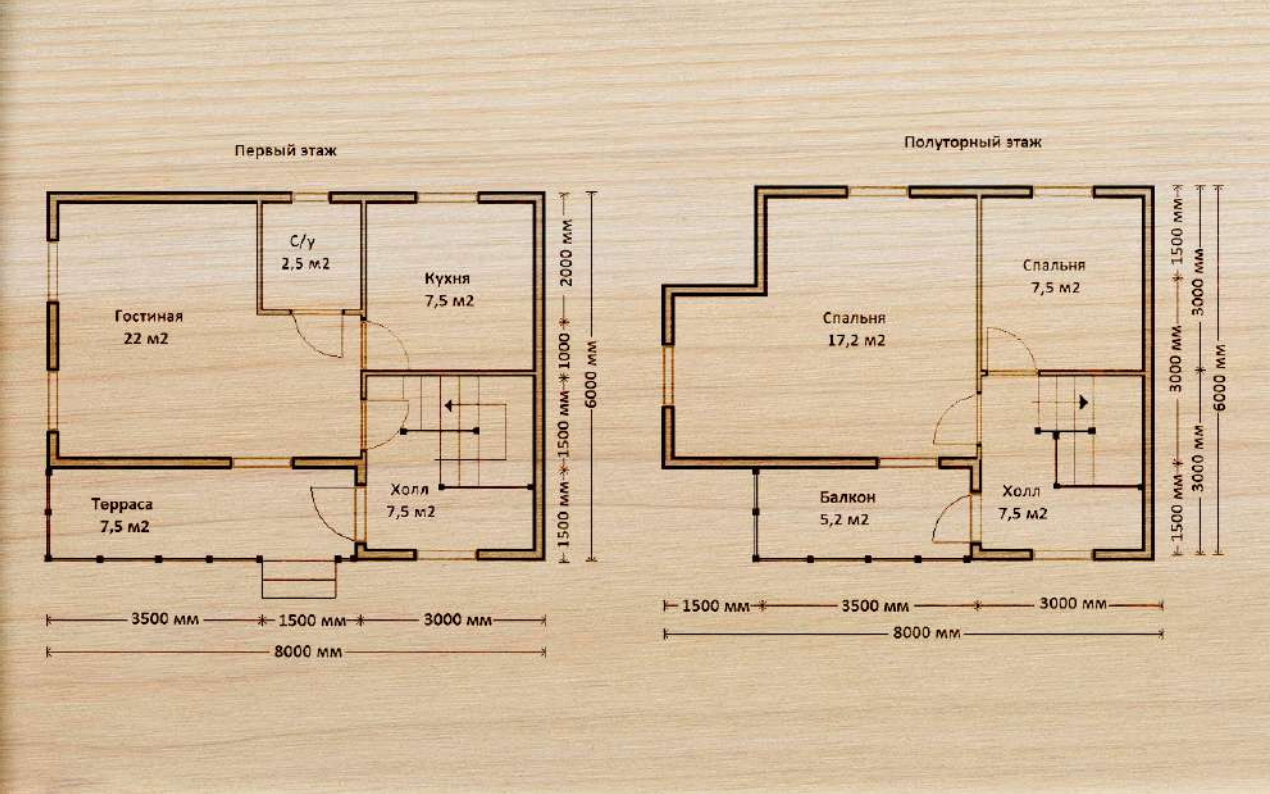 Первый этаж
С/у
2,5 м2
Кухня
7,5 м2
Гостиная
22 м2
Терраса
7,5 м2
Холл
7,5 м2
2000 мм
1000 мм
1500 мм
1500 мм
6000 мм
3500 мм
1500 мм
3000 мм
8000 мм
Полуторный этаж
Спальня
7,5 м2
Спальня
17,2 м2
Балкон
5,2 м2
Холл
7,5 м2
1500 мм
3000 мм
1500 мм
3000 мм
3000 мм
6000 мм
1500 мм
3500 мм
3000 мм
8000 мм